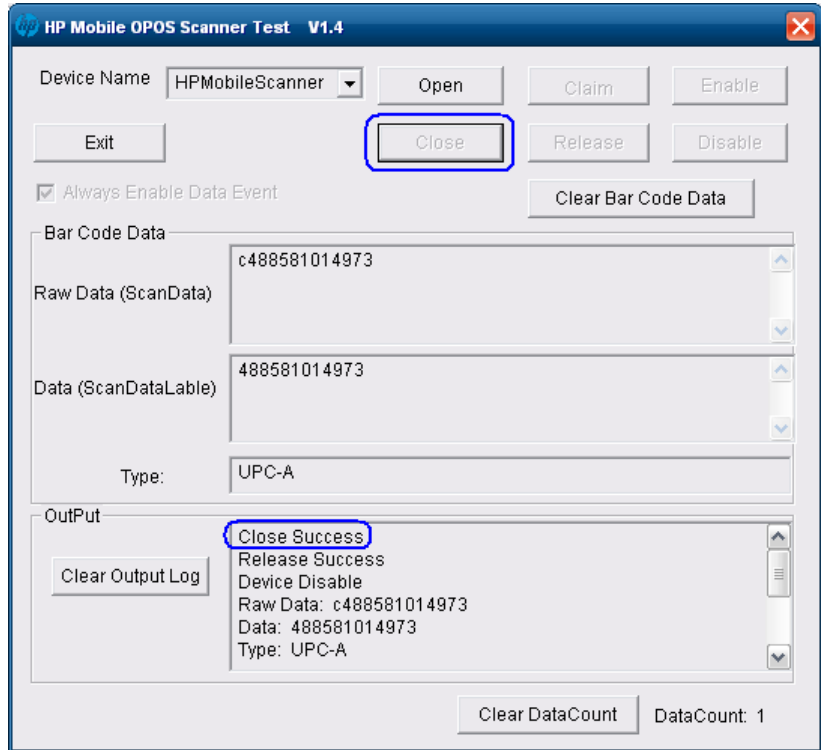 hp HP Mobile OPOS Scanner Test V1.4
Device Name HPMobileScanner Open Claim Enable
Exit Close Release Disable
Always Enable Data Event
Clear Bar Code Data
Bar Code Data
Raw Data (ScanData)
c488581014973
Data (ScanDataLable)
488581014973
Type:
UPC-A
OutPut
Clear Output Log
Close Success
Release Success
Device Disable
Raw Data: c488581014973
Data: 488581014973
Type: UPC-A
Clear DataCount DataCount: 1